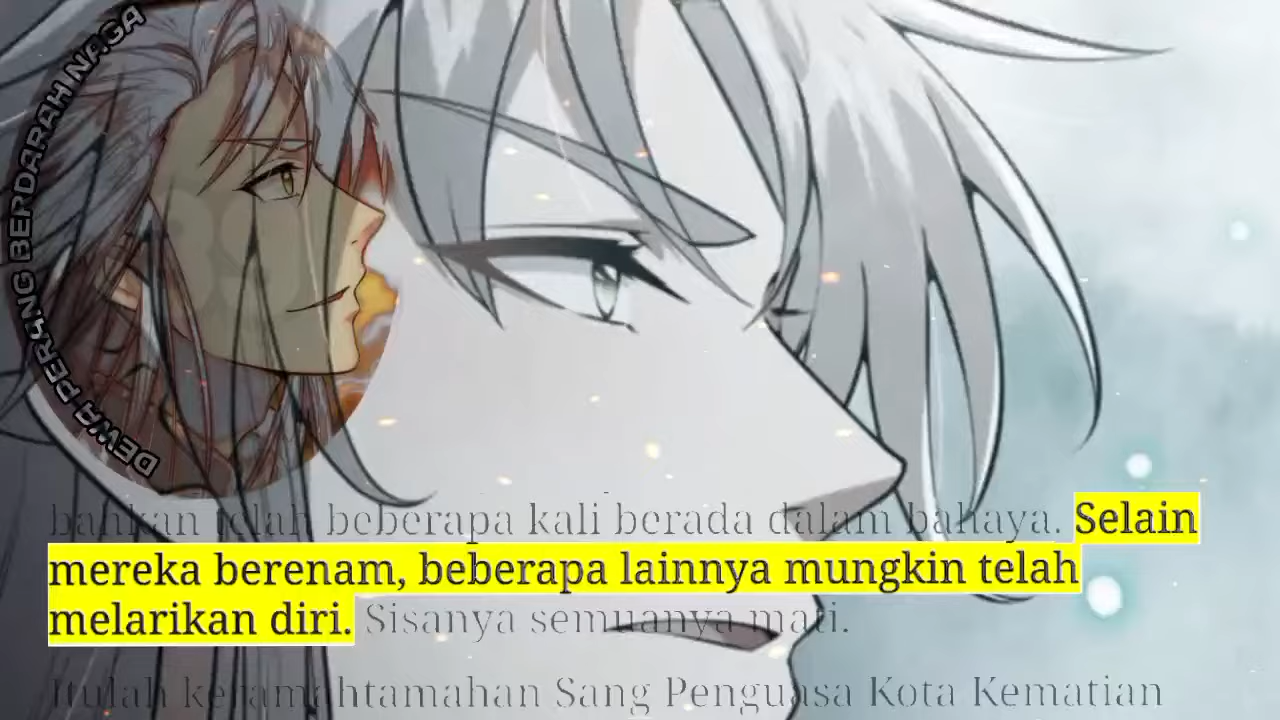 DEWA PERANG BERDARAH NAGA
bahkan telah beberapa kali berada dalam bahaya. Selain
mereka berenam, beberapa lainnya mungkin telah
melarikan diri. Sisanya semuanya mati.
Itulah keramahtamahan Sang Penguasa Kota Kematian